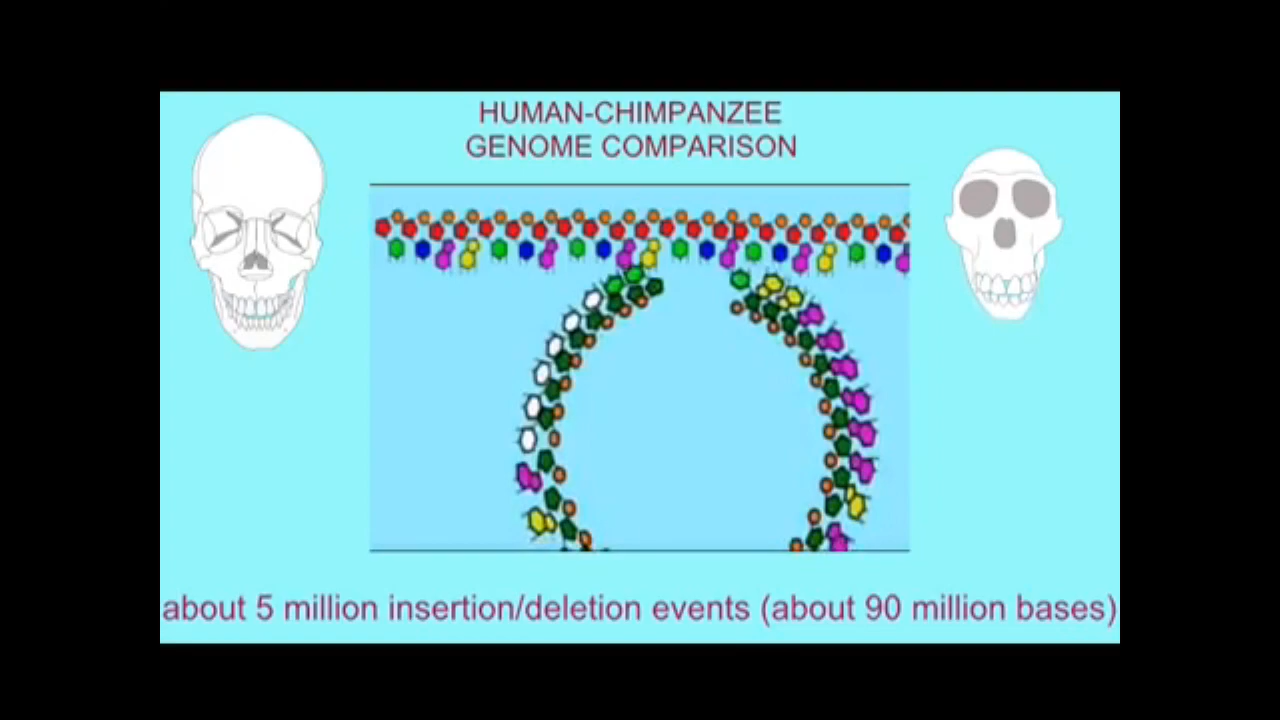 HUMAN-CHIMPANZEE
GENOME COMPARISON
about 5 million insertion/deletion events (about 90 million bases)